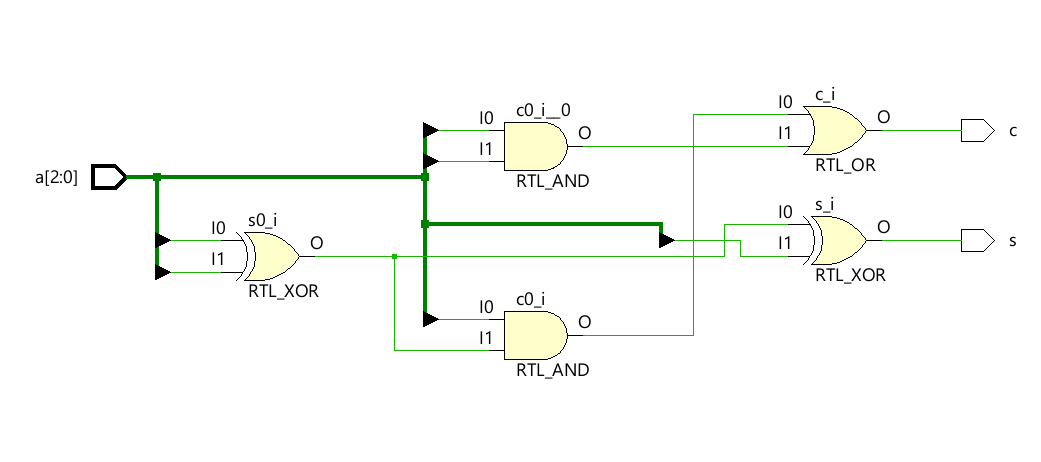 c0_i__0
I0
I1
O
RTL_AND
c_i
I0
I1
O
RTL_OR
c
a[2:0]
s0_i
I0
I1
O
RTL_XOR
s_i
I0
I1
O
RTL_XOR
s
c0_i
I0
I1
O
RTL_AND